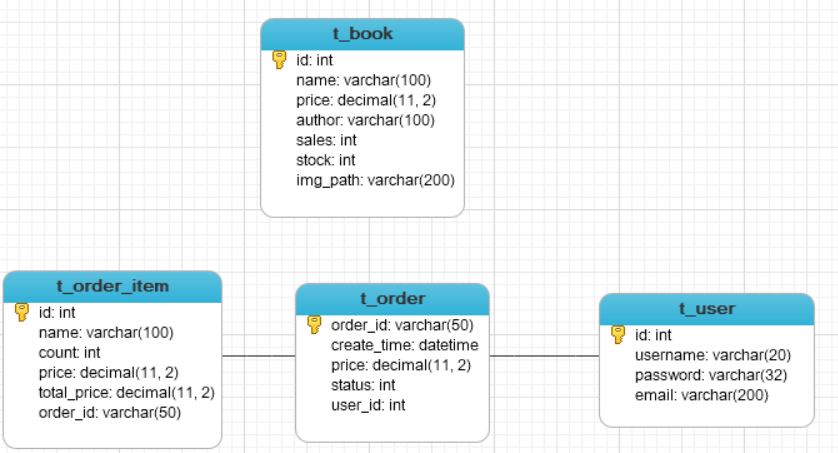 t_book
id: int
name: varchar(100)
price: decimal(11, 2)
author: varchar(100)
sales: int
stock: int
img_path: varchar(200)
t_order_item
id: int
name: varchar(100)
count: int
price: decimal(11, 2)
total_price: decimal(11, 2)
order_id: varchar(50)
t_order
order_id: varchar(50)
create_time: datetime
price: decimal(11, 2)
status: int
user_id: int
t_user
id: int
username: varchar(20)
password: varchar(32)
email: varchar(200)